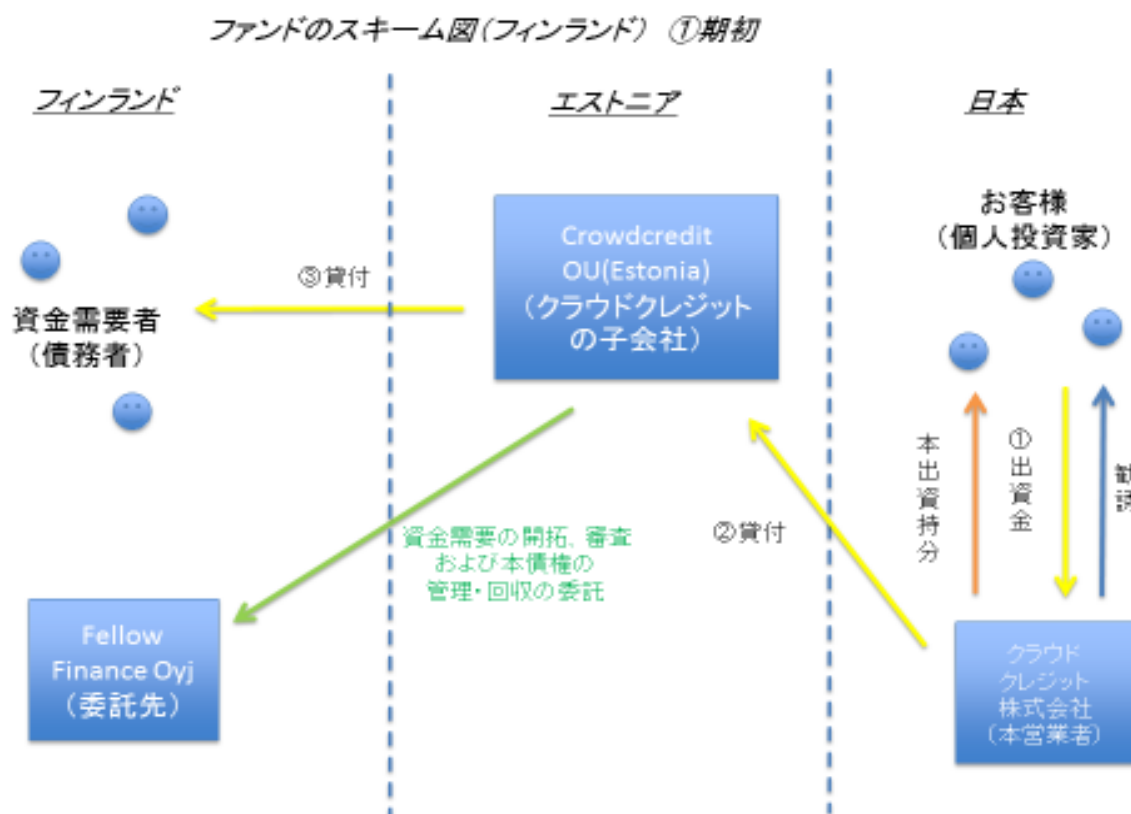 ファンドのスキーム図(フィンランド) ①期初
フィンランド
エストニア
日本
お客様
(個人投資家)
Crowdcredit
OU(Estonia)
(クラウドクレジット
の子会社)
③貸付
資金需要者
(債務者)
本出資持分
①出資金
勧誘
②貸付
資金需要の開拓、審査
および本債権の
管理・回収の委託
Fellow
Finance Oyj
(委託先)
クラウド
クレジット
株式会社
(本営業者)